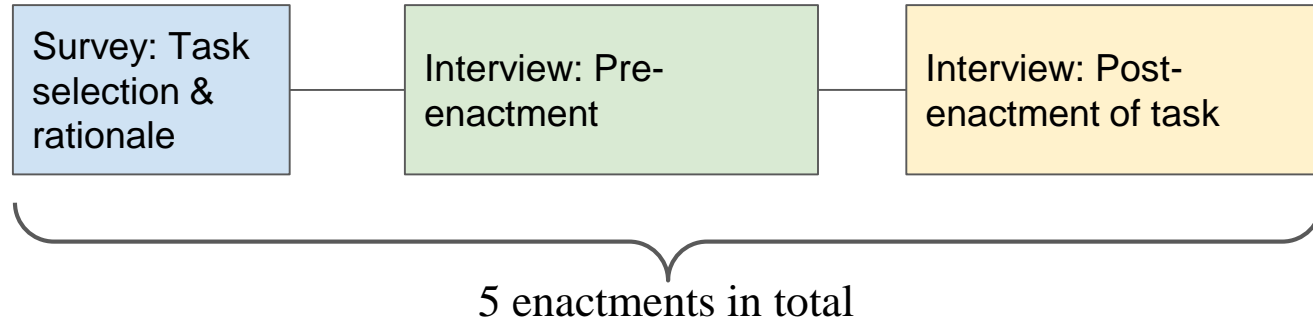 Survey: Task
selection &
rationale
Interview: Pre-
enactment
Interview: Post-
enactment of task
5 enactments in total